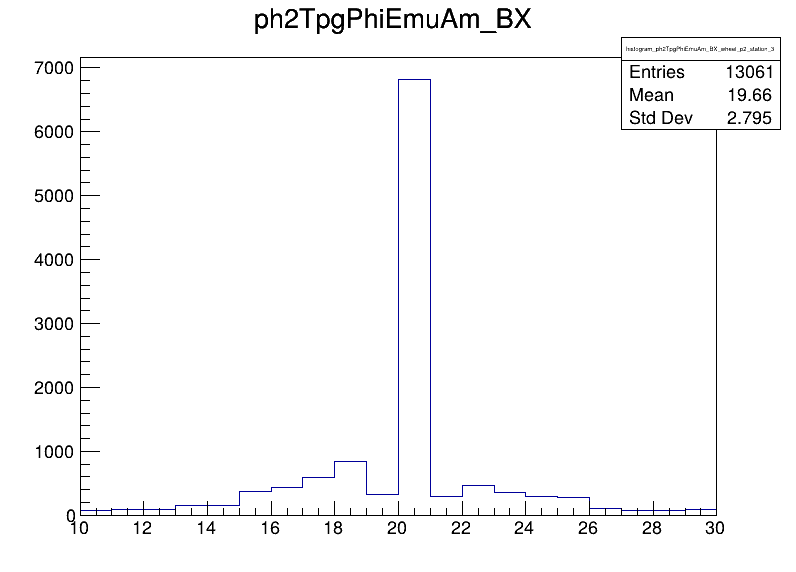 ph2TpgPhiEmuAm_BX
histogram_ph2TpgPhiEmuAm_BX_wheel_p2_station_3
Entries 13061
Mean 19.66
Std Dev 2.795
7000
6000
5000
4000
3000
2000
1000
0
10 12 14 16 18 20 22 24 26 28 30